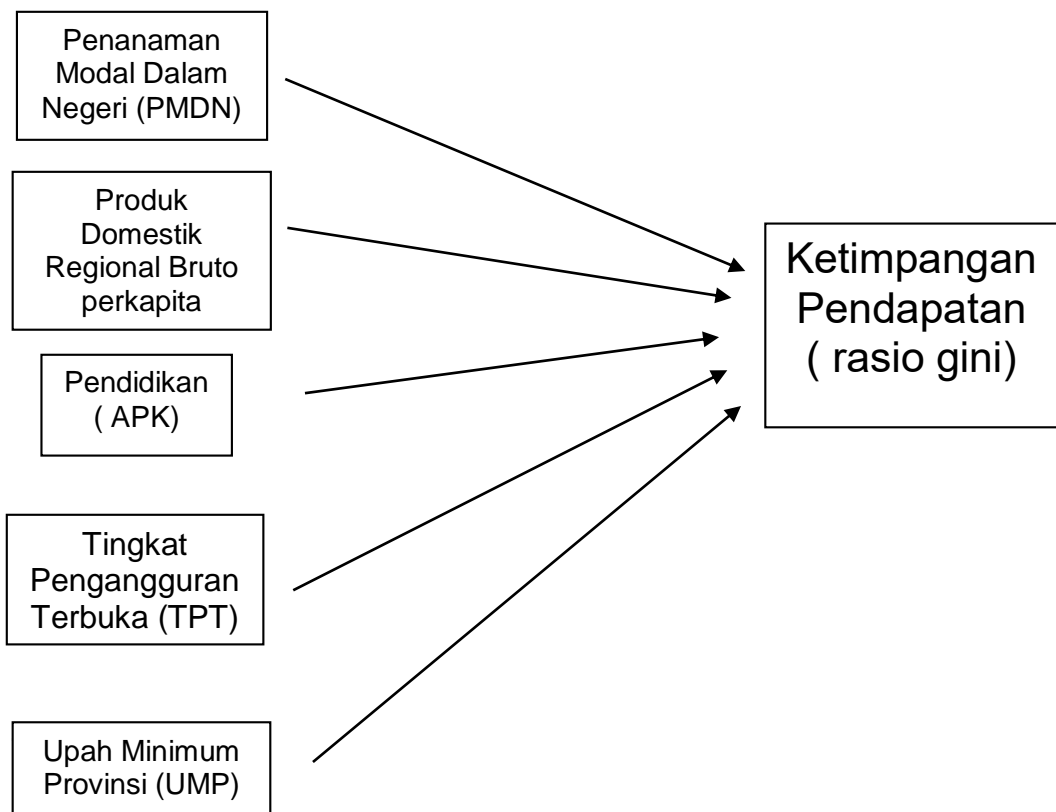 Penanaman
Modal Dalam
Negeri (PMDN)
Produk
Domestik
Regional Bruto
perkapita
Pendidikan
( APK)
Tingkat
Pengangguran
Terbuka (TPT)
Upah Minimum
Provinsi (UMP)
Ketimpangan
Pendapatan
( rasio gini)